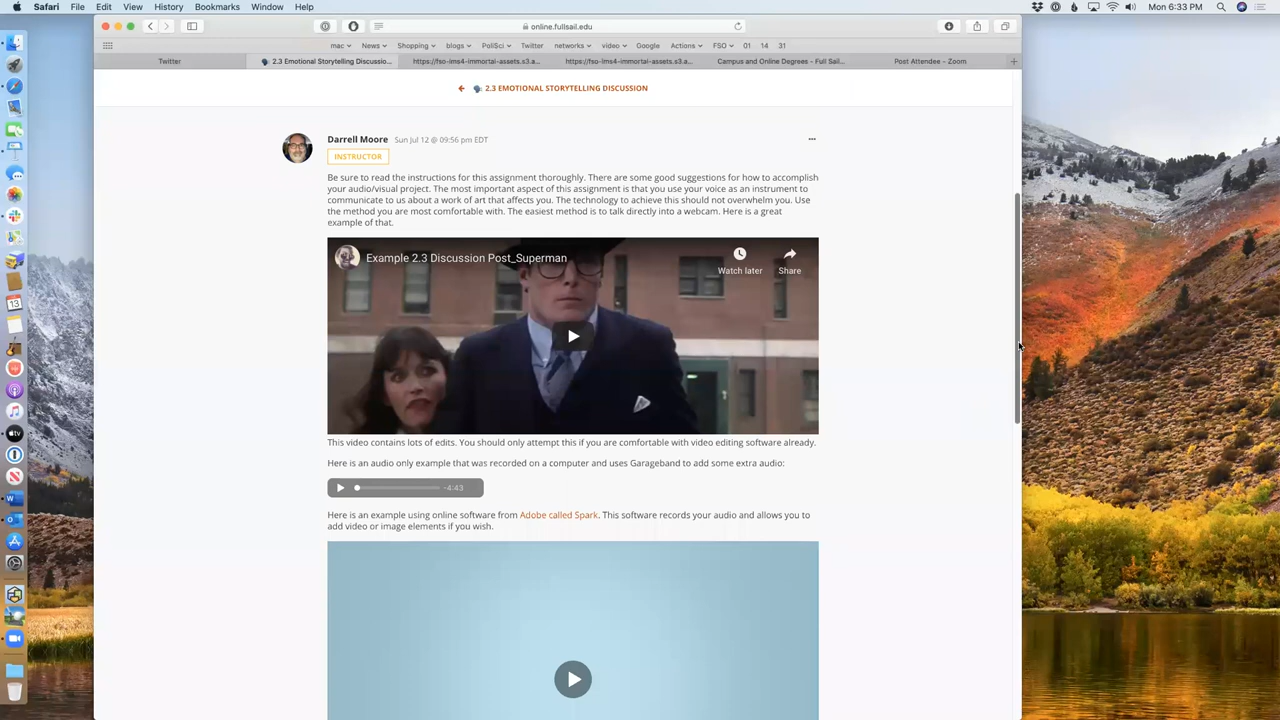 Safari File Edit View History Bookmarks Window Help Mon 6:33 PM
online.fullsail.edu
mac News Shopping blogs PoliSci Twitter networks video Google Actions FSO 01 14 31
Twitter 2.3 Emotional Storytelling Discussio... https://fso-lms4-immortal-assets.s3.a... https://fso-lms4-immortal-assets.s3.a... Campus and Online Degrees - Full Sail... Post Attendee - Zoom
2.3 EMOTIONAL STORYTELLING DISCUSSION
Darrell Moore Sun Jul 12 @ 09:56 pm EDT
INSTRUCTOR
Be sure to read the instructions for this assignment thoroughly. There are some good suggestions for how to accomplish
your audio/visual project. The most important aspect of this assignment is that you use your voice as an instrument to
communicate to us about a work of art that affects you. The technology to achieve this should not overwhelm you. Use
the method you are most comfortable with. The easiest method is to talk directly into a webcam. Here is a great
example of that.
Example 2.3 Discussion Post_Superman
Watch later Share
This video contains lots of edits. You should only attempt this if you are comfortable with video editing software already.
Here is an audio only example that was recorded on a computer and uses Garageband to add some extra audio:
-4:43
Here is an example using online software from Adobe called Spark. This software records your audio and allows you to
add video or image elements if you wish.
13